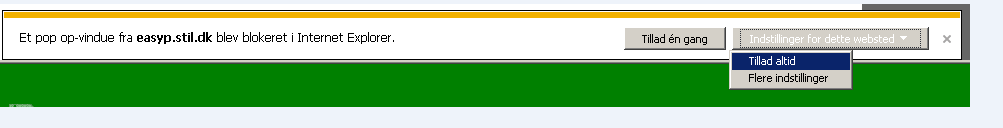 Et pop op-vindue fra easyp.stil.dk blev blokeret i Internet Explorer. Tillad én gang Indstillinger for dette websted
Tillad altid
Flere indstillinger